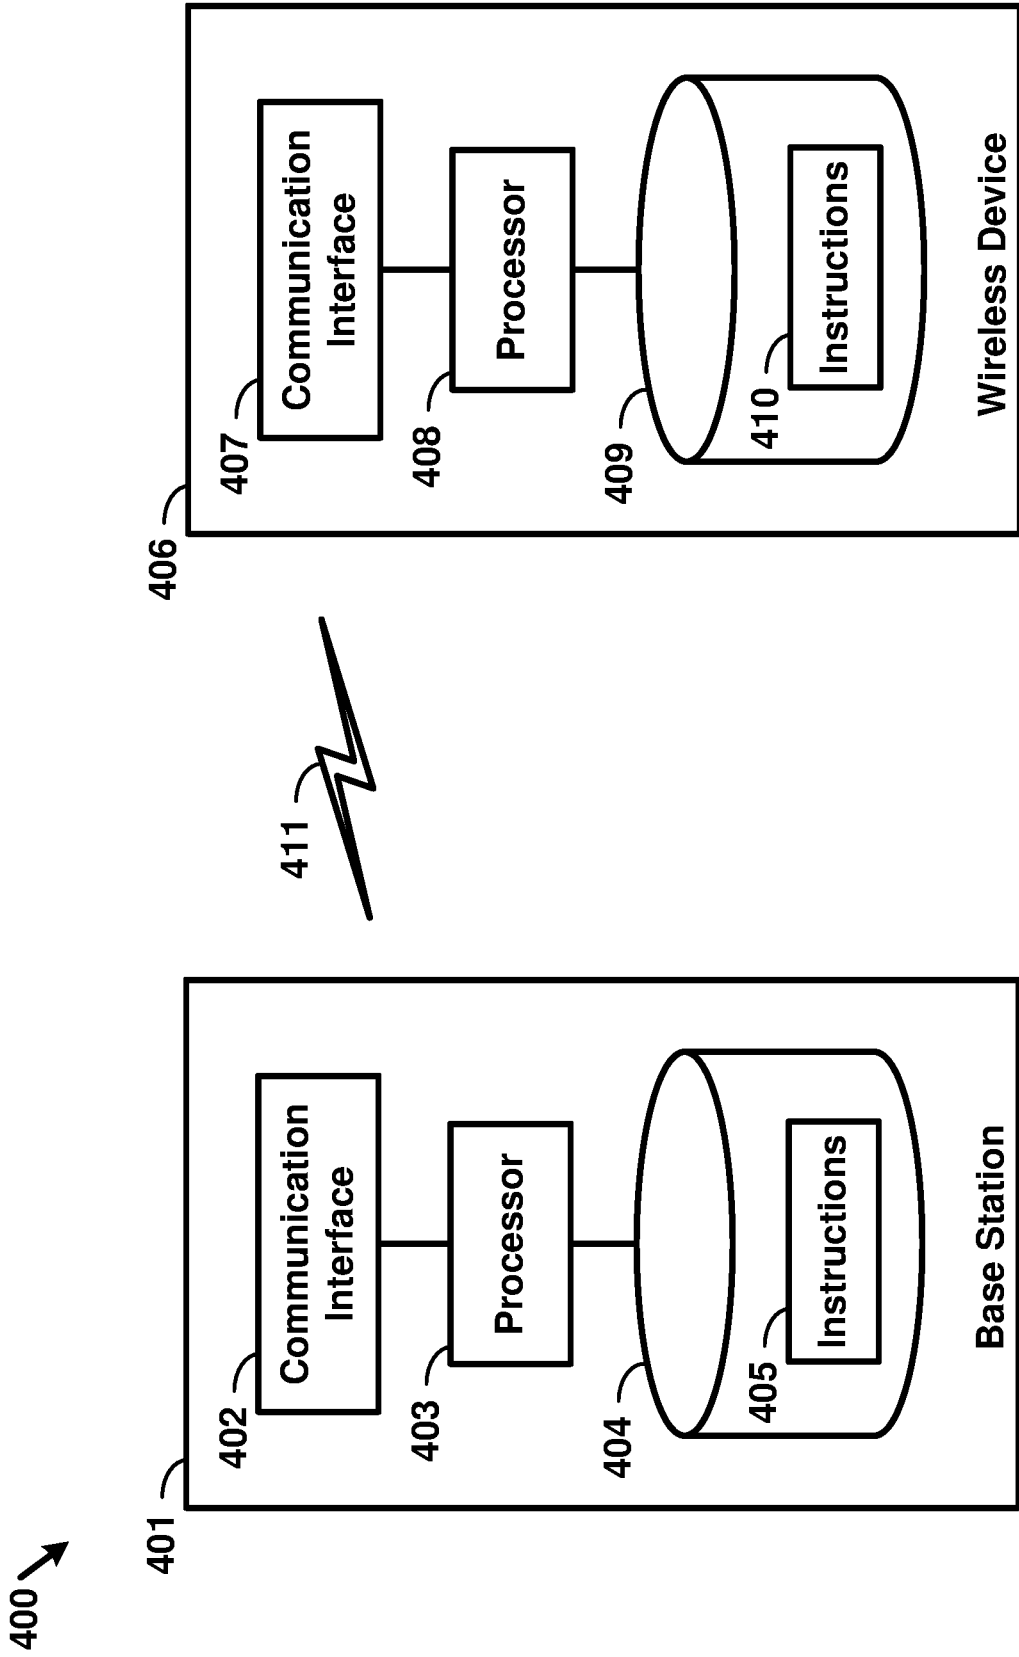 400
401
402
Communication
Interface
403
Processor
404
405
Instructions
Base Station
411
406
407
Communication
Interface
408
Processor
409
410
Instructions
Wireless Device